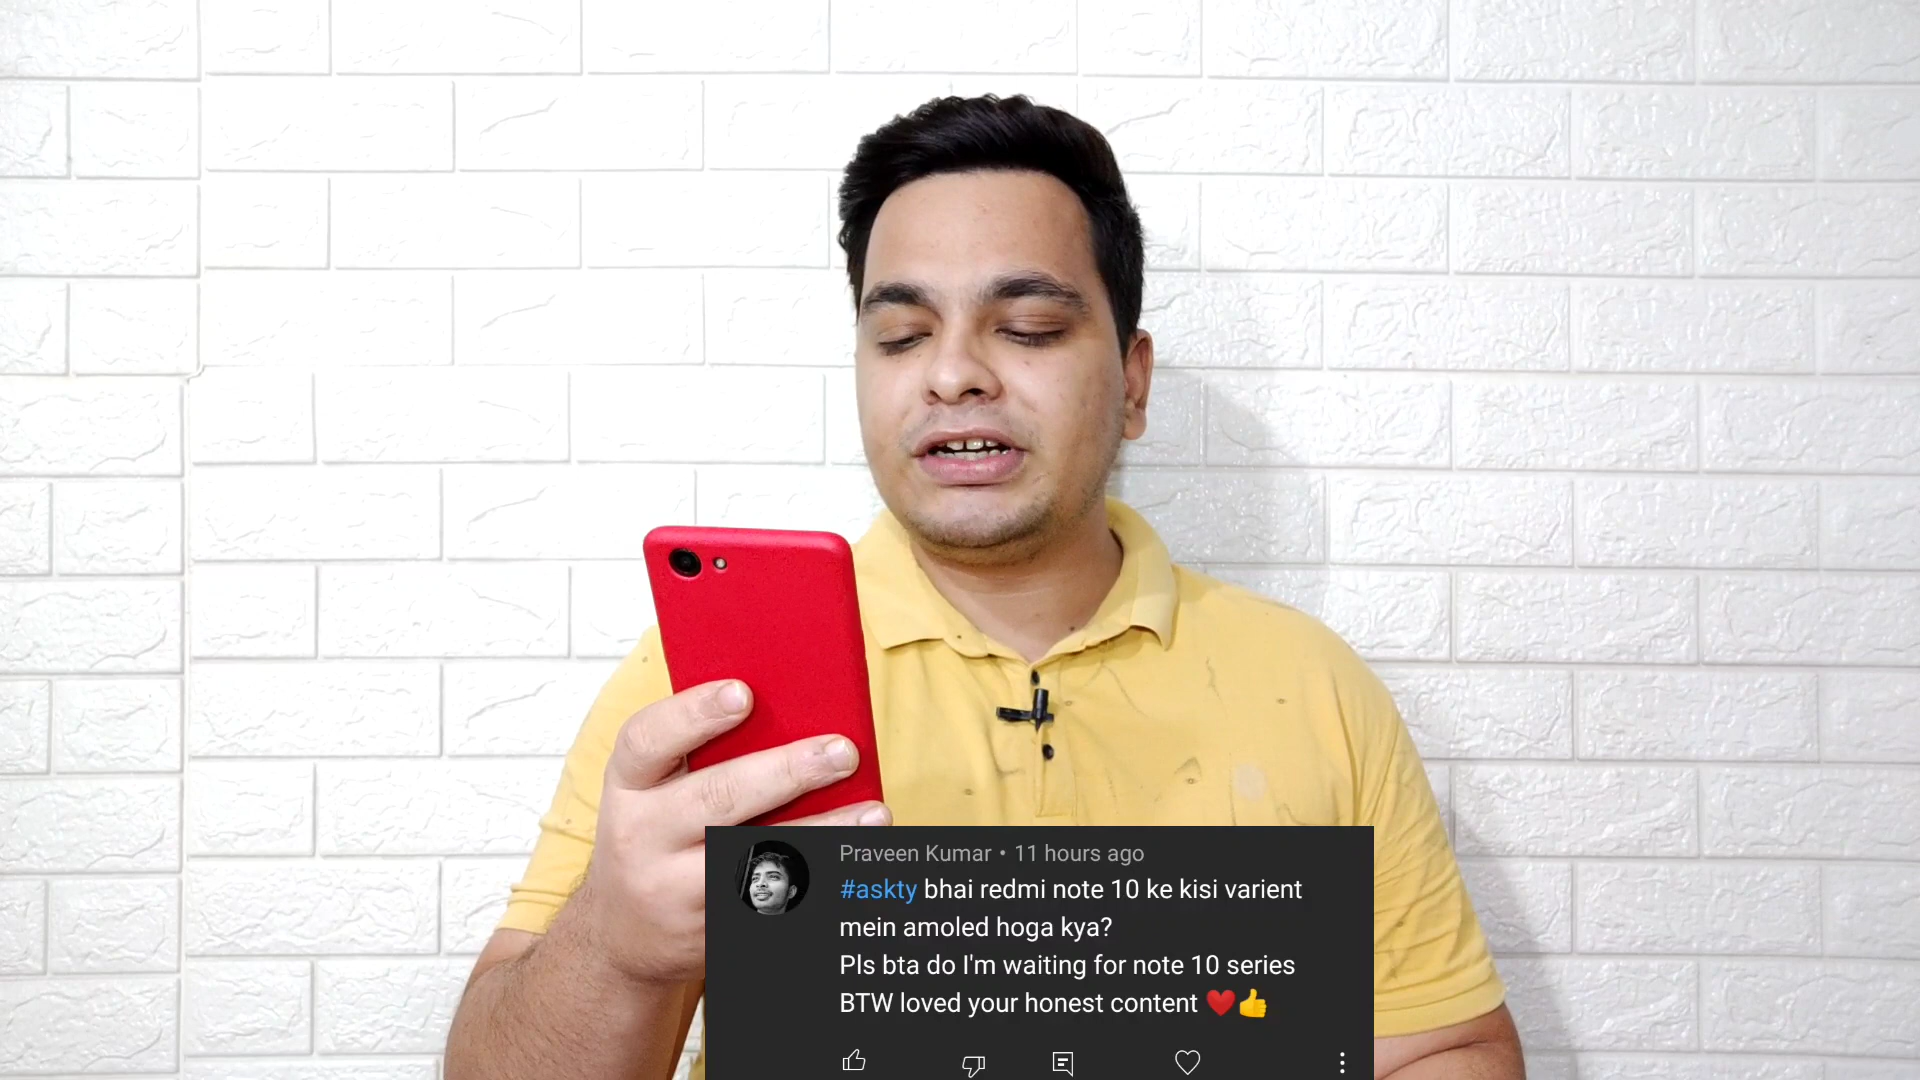 Praveen Kumar • 11 hours ago
#askty bhai redmi note 10 ke kisi varient
mein amoled hoga kya?
Pls bta do I'm waiting for note 10 series
BTW loved your honest content ❤️👍